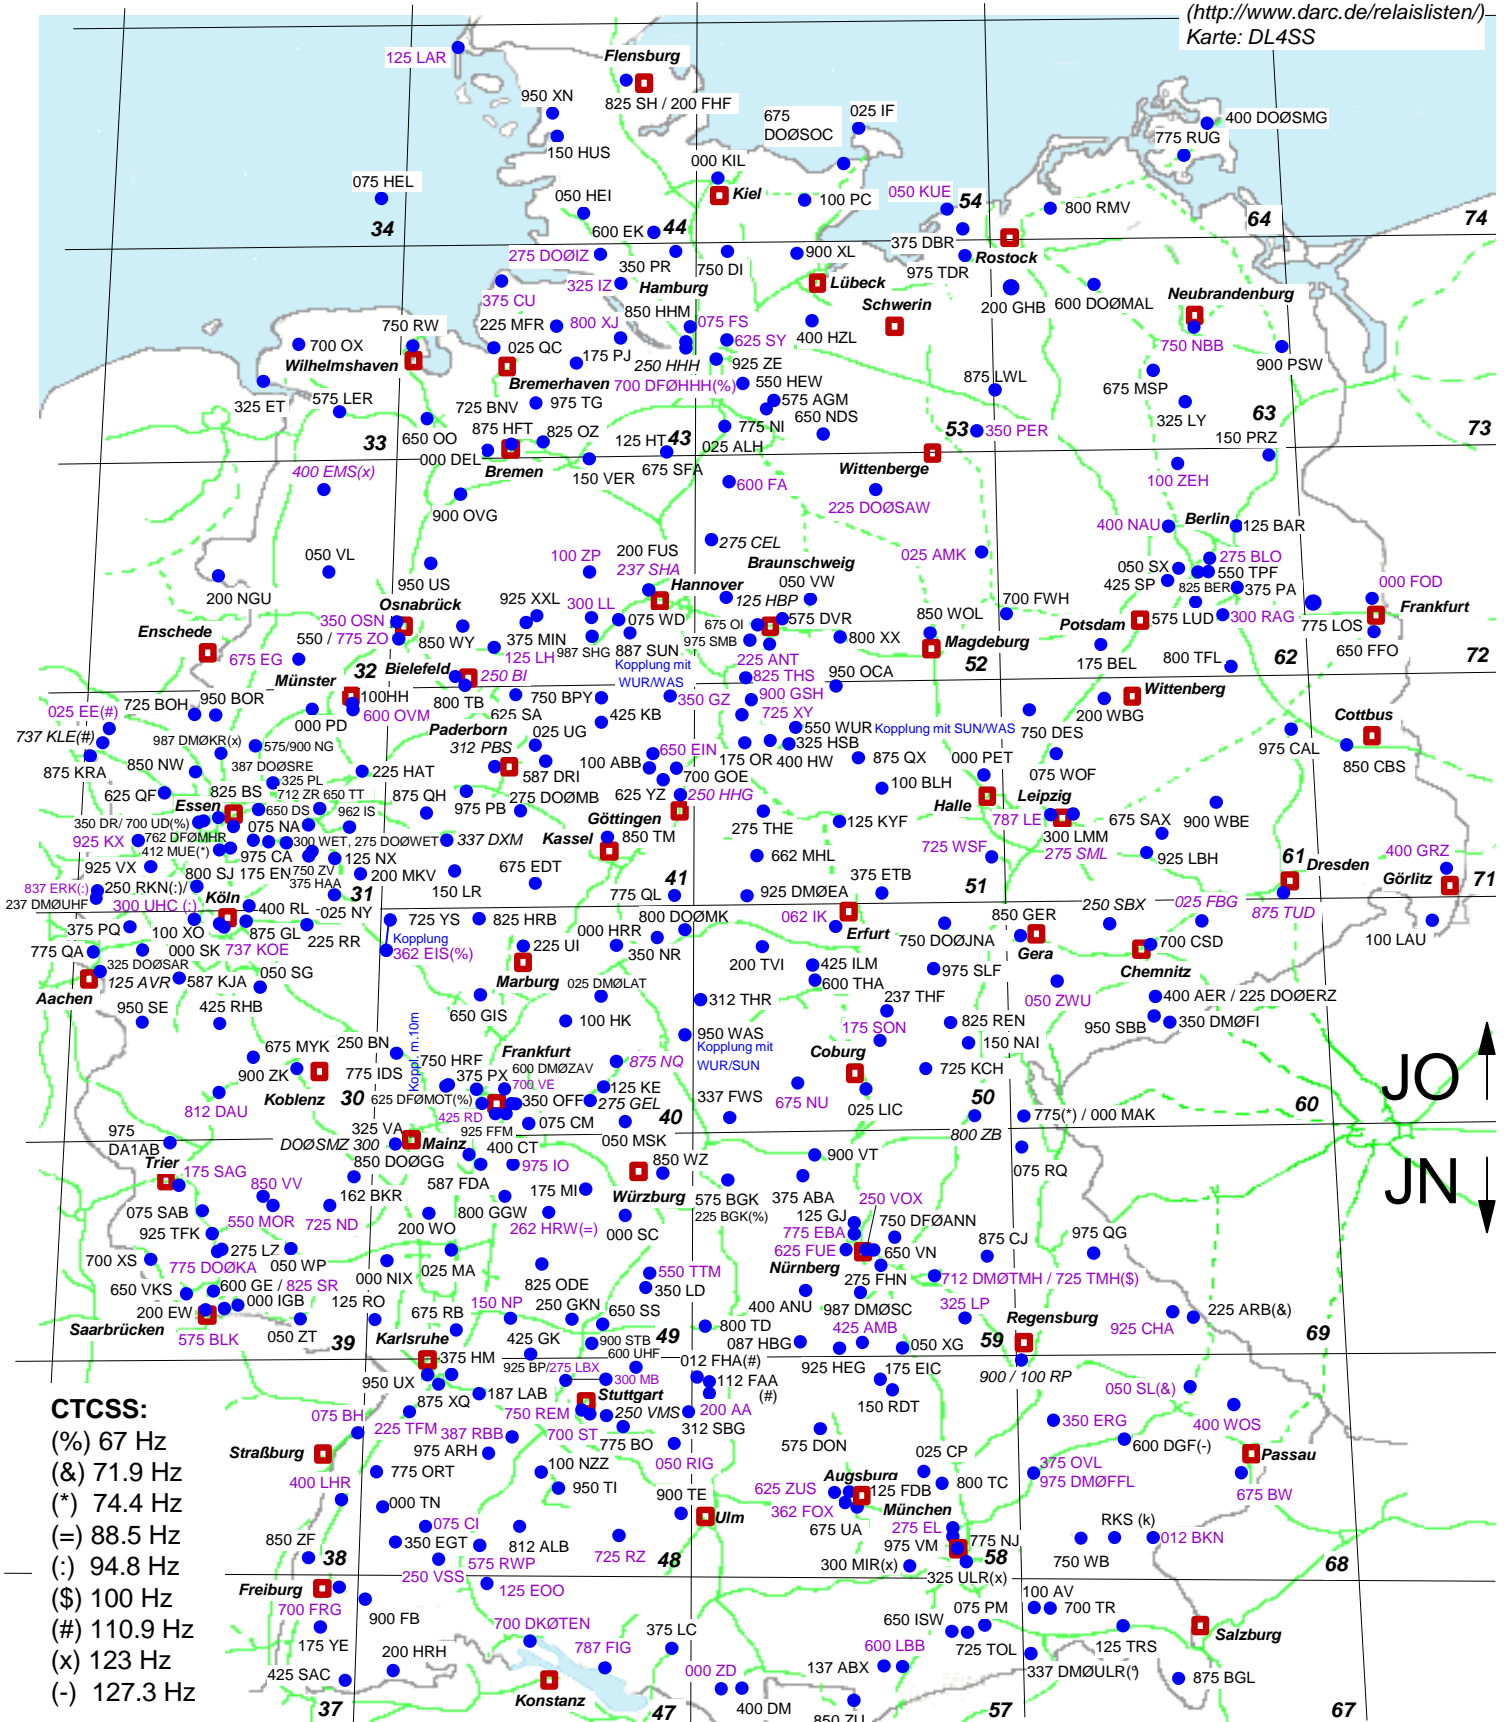 (http://www.darc.de/relaislisten/)
Karte: DL4SS
125 LAR
Flensburg
825 SH / 200 FHF
950 XN
150 HUS
675
DOØSOC
025 IF
400 DOØSMG
775 RUG
075 HEL
34
050 HEI
000 KIL
Kiel
100 PC
050 KUE
54
800 RMV
64
74
600 EK
44
375 DBR
Rostock
275 DOØIZ
350 PR
750 DI
900 XL
975 TDR
375 CU
325 IZ
Hamburg
Lübeck
Schwerin
200 GHB
600 DOØMAL
Neubrandenburg
850 HHM
750 RW
225 MFR
800 XJ
075 FS
625 SY
400 HZL
750 NBB
700 OX
Wilhelmshaven
025 QC
175 PJ
250 HHH
925 ZE
900 PSW
Bremerhaven
700 DFØHHH(%)
550 HEW
875 LWL
675 MSP
325 ET
575 LER
725 BNV
975 TG
575 AGM
650 NDS
325 LY
63
33
650 OO
875 HFT
825 OZ
125 HT
43
775 NI
025 ALH
53
350 PER
150 PRZ
73
000 DEL
Bremen
150 VER
675 SFA
Wittenberge
400 EMS(x)
600 FA
225 DOØSAW
100 ZEH
900 OVG
400 NAU
Berlin
125 BAR
050 VL
275 CEL
025 AMK
200 NGU
950 US
100 ZP
200 FUS
237 SHA
Braunschweig
050 VW
050 SX
275 BLO
550 TPF
425 SP
825 BER
375 PA
000 FOD
Osnabrück
Hannover
125 HBP
350 OSN
925 XXL
300 LL
075 WD
675 OI
575 DVR
850 WOL
700 FWH
Potsdam
575 LUD
300 RAG
775 LOS
Frankfurt
Enschede
550 / 775 ZO
850 WY
375 MIN
987 SHG
887 SUN
975 SMB
800 XX
Magdeburg
650 FFO
675 EG
32
Bielefeld
125 LH
250 BI
Kopplung mit
WUR/WAS
225 ANT
825 THS
950 OCA
52
175 BEL
800 TFL
62
72
Münster
100HH
600 OVM
800 TB
750 BPY
350 GZ
900 GSH
725 XY
Wittenberg
200 WBG
025 EE(#)
725 BOH
950 BOR
000 PD
625 SA
425 KB
550 WUR
Kopplung mit SUN/WAS
750 DES
Cottbus
737 KLE(#)
987 DMØKR(x)
575/900 NG
Paderborn
312 PBS
025 UG
175 OR
325 HSB
400 HW
875 QX
000 PET
975 CAL
850 CBS
875 KRA
850 NW
387 DOØSRE
225 HAT
587 DRI
100 ABB
650 EIN
700 GOE
075 WOF
625 QF
825 BS
325 PL
712 ZR
650 TT
875 QH
975 PB
275 DOØMB
625 YZ
250 HHG
100 BLH
Halle
Leipzig
Essen
650 DS
962 IS
Göttingen
350 DR/ 700 UD(%)
075 NA
850 TM
275 THE
125 KYF
787 LE
300 LMM
275 SML
675 SAX
900 WBE
925 KX
762 DFØMHR
300 WET, 275 DOØWET
337 DXM
Kassel
412 MUE(*)
975 CA
125 NX
662 MHL
725 WSF
925 LBH
61
Dresden
400 GRZ
925 VX
800 SJ
175 EN
750 ZV
375 HAA
200 MKV
150 LR
675 EDT
41
375 ETB
51
Görlitz
71
837 ERK(:)
237 DMØUHF
250 RKN(:)/
300 UHC (:)
Köln
400 RL
31
025 NY
775 QL
925 DMØEA
875 TUD
375 PQ
100 XO
875 GL
225 RR
725 YS
825 HRB
800 DOØMK
062 IK
Erfurt
850 GER
250 SBX
025 FBG
100 LAU
775 QA
000 SK
737 KOE
Kopplung
362 EIS(%)
225 UI
000 HRR
350 NR
750 DOØJNA
Gera
700 CSD
325 DOØSAR
050 SG
Marburg
200 TVI
425 ILM
600 THA
975 SLF
Chemnitz
Aachen
125 AVR
587 KJA
025 DMØLAT
312 THR
050 ZWU
400 AER / 225 DOØERZ
950 SE
425 RHB
650 GIS
100 HK
237 THF
825 REN
950 SBB
350 DMØFI
250 BN
Koppl. m.10m
950 WAS
175 SON
150 NAI
675 MYK
750 HRF
Frankfurt
875 NQ
Kopplung mit
WUR/SUN
Coburg
JO
900 ZK
Koblenz
775 IDS
375 PX
600 DMØZAV
700 VE
725 KCH
812 DAU
30
625 DFØMOT(%)
350 OFF
125 KE
275 GEL
337 FWS
675 NU
025 LIC
50
425 RD
925 FFM
075 CM
40
775(*) / 000 MAK
60
975
DA1AB
325 VA
DOØSMZ 300
Mainz
400 CT
050 MSK
800 ZB
Trier
175 SAG
850 DOØGG
975 IO
850 WZ
900 VT
075 RQ
JN
850 VV
162 BKR
587 FDA
175 MI
Würzburg
575 BGK
225 BGK(%)
375 ABA
250 VOX
075 SAB
550 MOR
725 ND
200 WO
800 GGW
262 HRW(=)
000 SC
125 GJ
775 EBA
750 DFØANN
925 TFK
275 LZ
625 FUE
650 VN
875 CJ
975 QG
700 XS
775 DOØKA
050 WP
000 NIX
025 MA
825 ODE
550 TTM
Nürnberg
275 FHN
712 DMØTMH / 725 TMH($)
650 VKS
600 GE / 825 SR
350 LD
400 ANU
987 DMØSC
200 EW
000 IGB
125 RO
675 RB
150 NP
250 GKN
650 SS
800 TD
425 AMB
325 LP
Regensburg
225 ARB(&)
925 CHA
Saarbrücken
575 BLK
050 ZT
39
Karlsruhe
425 GK
900 STB
600 UHF
49
087 HBG
925 HEG
050 XG
59
69
375 HM
925 BP/275 LBX
012 FHA(#)
175 EIC
900 / 100 RP
950 UX
875 XQ
187 LAB
300 MB
112 FAA
(#)
150 RDT
050 SL(&)
CTCSS:
075 BH
225 TFM
387 RBB
750 REM
Stuttgart
250 VMS
200 AA
350 ERG
400 WOS
(%) 67 Hz
Straßburg
975 ARH
700 ST
775 BO
312 SBG
575 DON
600 DGF(-)
Passau
(&) 71.9 Hz
400 LHR
775 ORT
100 NZZ
050 RIG
025 CP
375 OVL
975 DMØFFL
675 BW
(*) 74.4 Hz
000 TN
950 TI
900 TE
Augsburg
625 ZUS
125 FDB
800 TC
362 FOX
München
(=) 88.5 Hz
075 CI
Ulm
675 UA
275 EL
RKS (k)
012 BKN
850 ZF
350 EGT
812 ALB
725 RZ
975 VM
775 NJ
750 WB
(:) 94.8 Hz
38
250 VSS
575 RWP
48
300 MIR(x)
325 ULR(x)
58
68
($) 100 Hz
Freiburg
125 EOO
100 AV
700 FRG
900 FB
700 DKØTEN
375 LC
650 ISW
075 PM
700 TR
(#) 110.9 Hz
175 YE
787 FIG
600 LBB
725 TOL
125 TRS
Salzburg
(x) 123 Hz
425 SAC
200 HRH
000 ZD
137 ABX
337 DMØULR(*)
875 BGL
(-) 127.3 Hz
37
Konstanz
47
400 DM
850 ZU
57
67